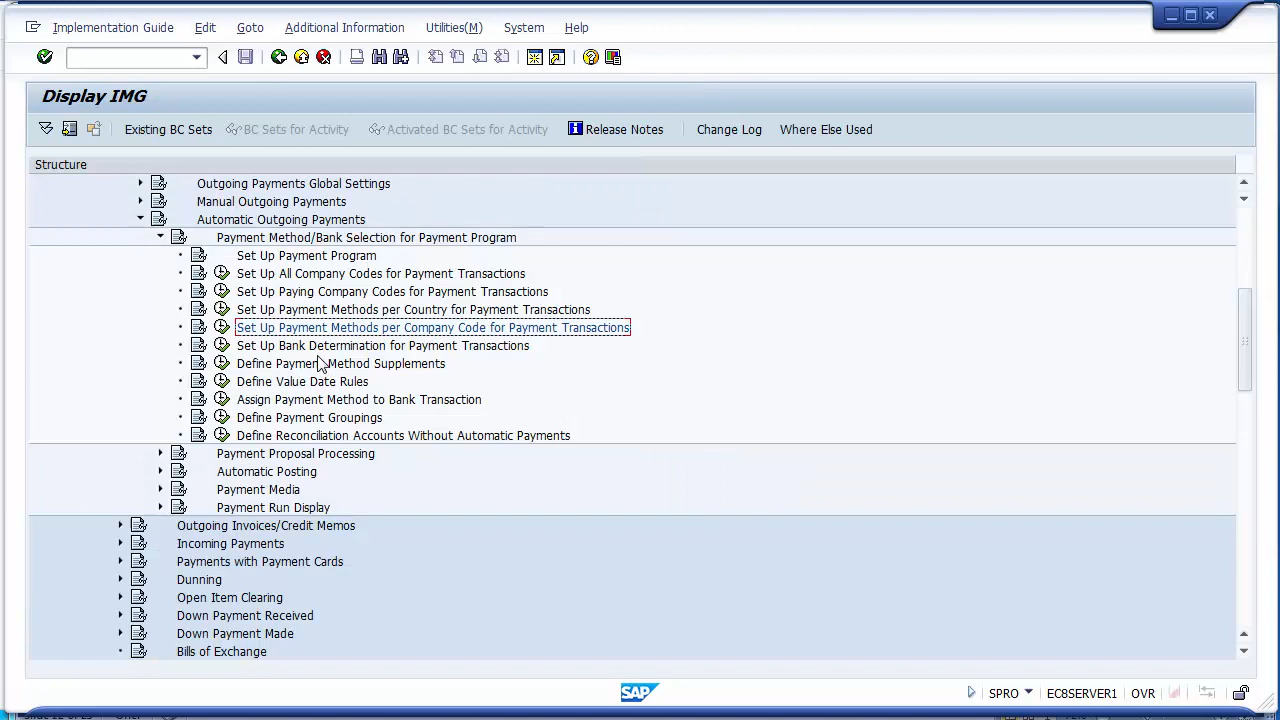 Implementation Guide Edit Goto Additional Information Utilities(M) System Help
Display IMG
Existing BC Sets BC Sets for Activity Activated BC Sets for Activity Release Notes Change Log Where Else Used
Structure
Outgoing Payments Global Settings
Manual Outgoing Payments
Automatic Outgoing Payments
Payment Method/Bank Selection for Payment Program
Set Up Payment Program
Set Up All Company Codes for Payment Transactions
Set Up Paying Company Codes for Payment Transactions
Set Up Payment Methods per Country for Payment Transactions
Set Up Payment Methods per Company Code for Payment Transactions
Set Up Bank Determination for Payment Transactions
Define Payment Method Supplements
Define Value Date Rules
Assign Payment Method to Bank Transaction
Define Payment Groupings
Define Reconciliation Accounts Without Automatic Payments
Payment Proposal Processing
Automatic Posting
Payment Media
Payment Run Display
Outgoing Invoices/Credit Memos
Incoming Payments
Payments with Payment Cards
Dunning
Open Item Clearing
Down Payment Received
Down Payment Made
Bills of Exchange
SAP SPRO EC6SERVER1 OVR